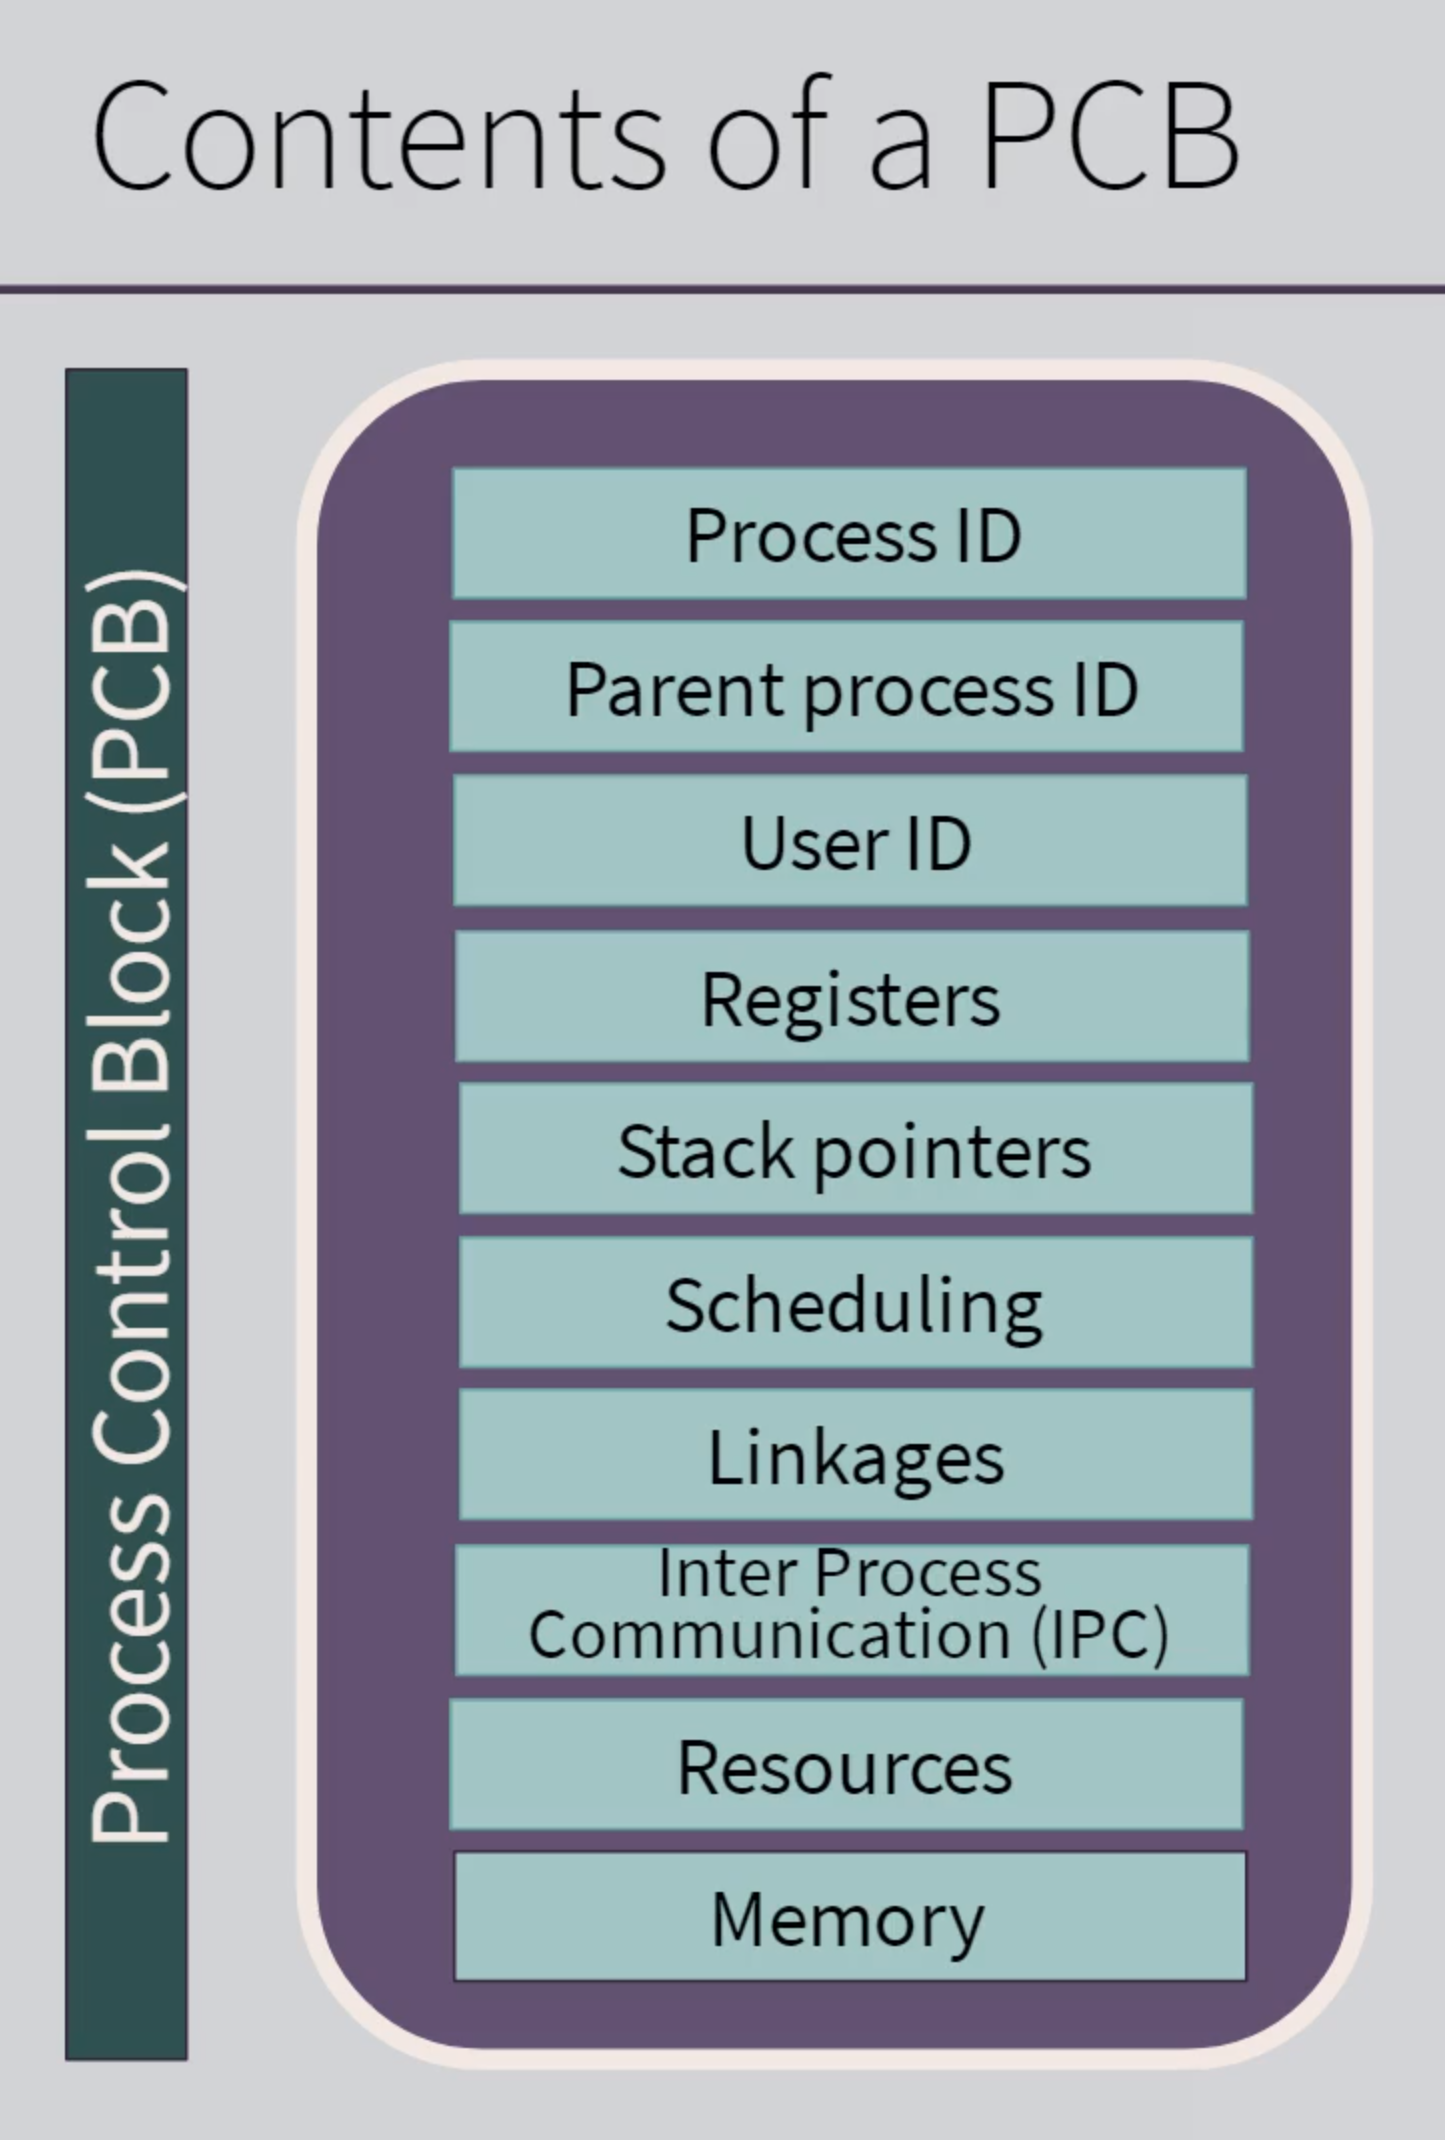 Contents of a PCB
Process Control Block (PCB)
Process ID
Parent process ID
User ID
Registers
Stack pointers
Scheduling
Linkages
Inter Process
Communication (IPC)
Resources
Memory